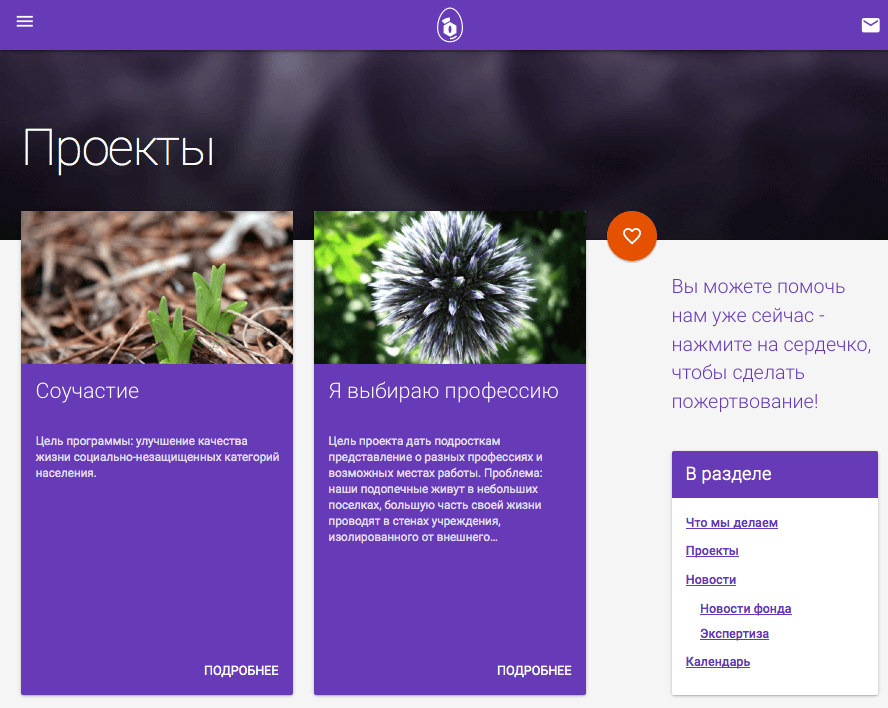 Проекты
Соучастие
Цель программы: улучшение качества
жизни социально-незащищенных категорий
населения.
ПОДРОБНЕЕ
Я выбираю профессию
Цель проекта дать подросткам
представление о разных профессиях и
возможных местах работы. Проблема:
наши подопечные живут в небольших
поселках, большую часть своей жизни
проводят в стенах учреждения,
изолированного от внешнего...
ПОДРОБНЕЕ
Вы можете помочь
нам уже сейчас -
нажмите на сердечко,
чтобы сделать
пожертвование!
В разделе
Что мы делаем
Проекты
Новости
Новости фонда
Экспертиза
Календарь